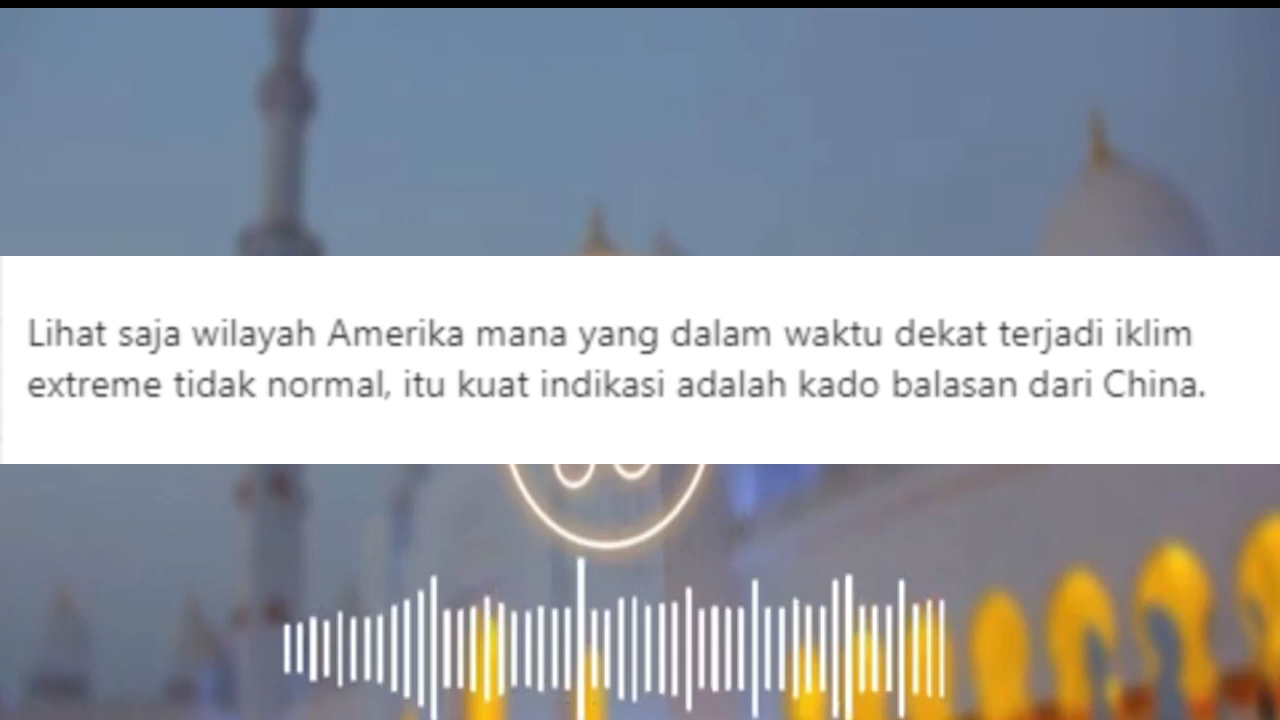 Lihat saja wilayah Amerika mana yang dalam waktu dekat terjadi iklim
extreme tidak normal, itu kuat indikasi adalah kado balasan dari China.